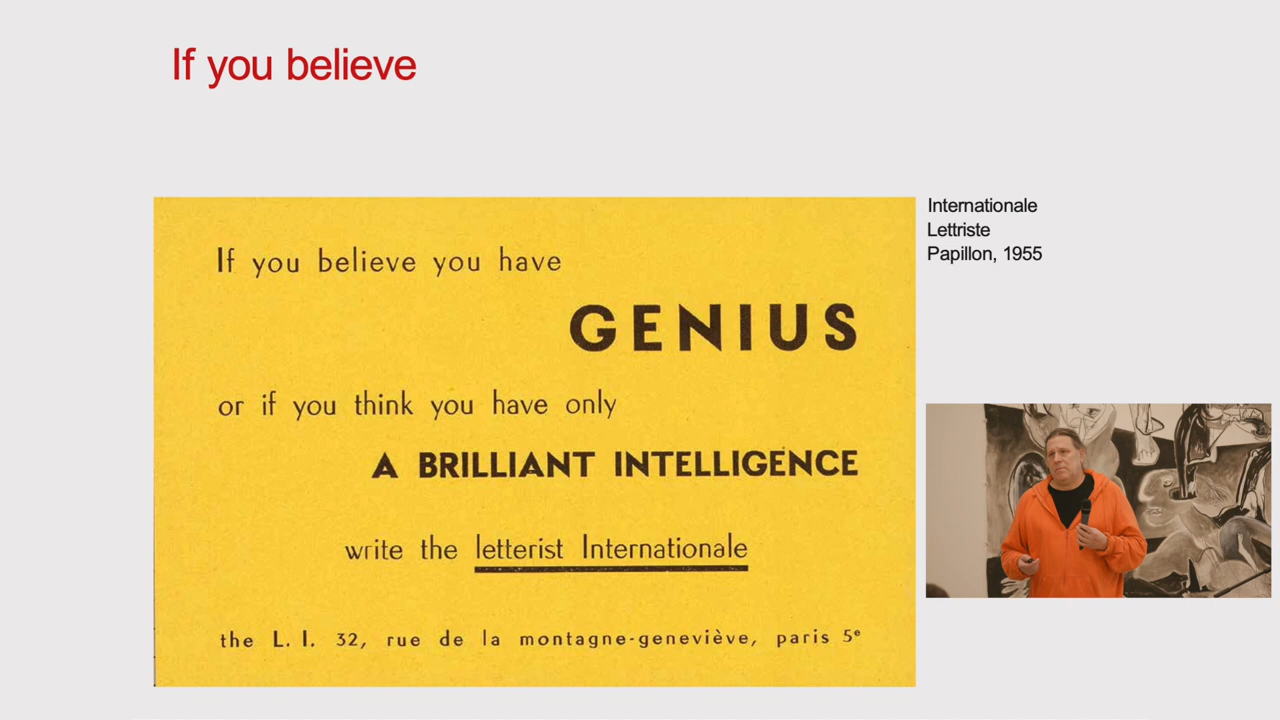 If you believe
If you believe you have
GENIUS
or if you think you have only
A BRILLIANT INTELLIGENCE
write the letterist Internationale
the L. I. 32, rue de la montagne-geneviève, paris 5e
Internationale
Lettriste
Papillon, 1955